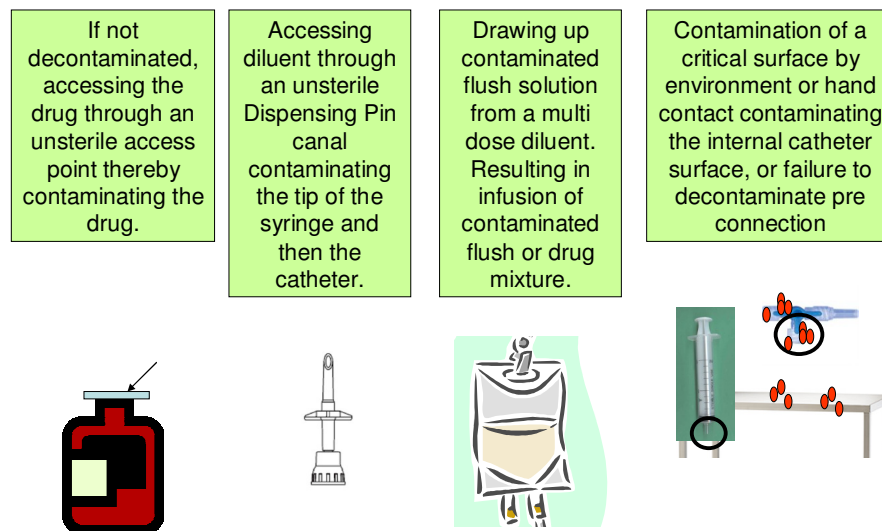 If not
decontaminated,
accessing the
drug through an
unsterile access
point thereby
contaminating the
drug.
Accessing
diluent through
an unsterile
Dispensing Pin
canal
contaminating
the tip of the
syringe and
then the
catheter.
Drawing up
contaminated
flush solution
from a multi
dose diluent.
Resulting in
infusion of
contaminated
flush or drug
mixture.
Contamination of a
critical surface by
environment or hand
contact contaminating
the internal catheter
surface, or failure to
decontaminate pre
connection